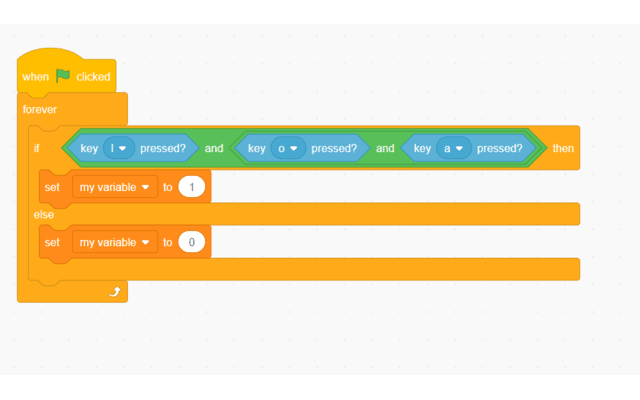 when clicked
forever
if key l pressed? and key o pressed? and key a pressed? then
set my variable to 1
else
set my variable to 0